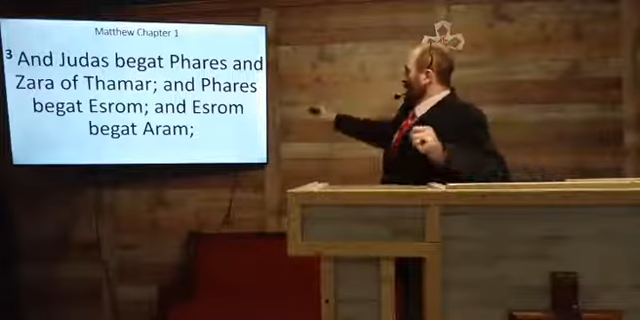 Matthew Chapter 1
3 And Judas begat Phares and
Zara of Thamar; and Phares
begat Esrom; and Esrom
begat Aram;